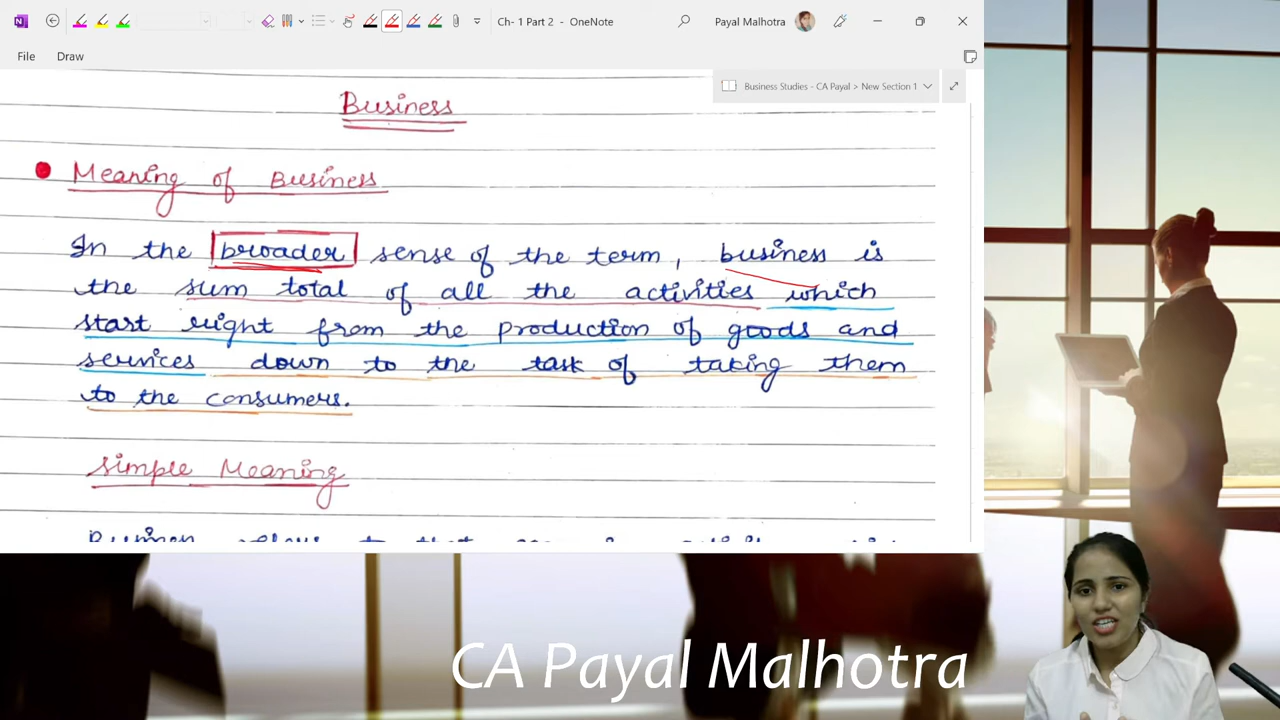 Ch- 1 Part 2 - OneNote
Payal Malhotra
File
Draw
Business Studies - CA Payal > New Section 1
Business
Meaning of Business
In the broader sense of the term, business is
the sum total of all the activities which
start right from the production of goods and
services down to the task of taking them
to the consumers.
Simple Meaning
CA Payal Malhotra